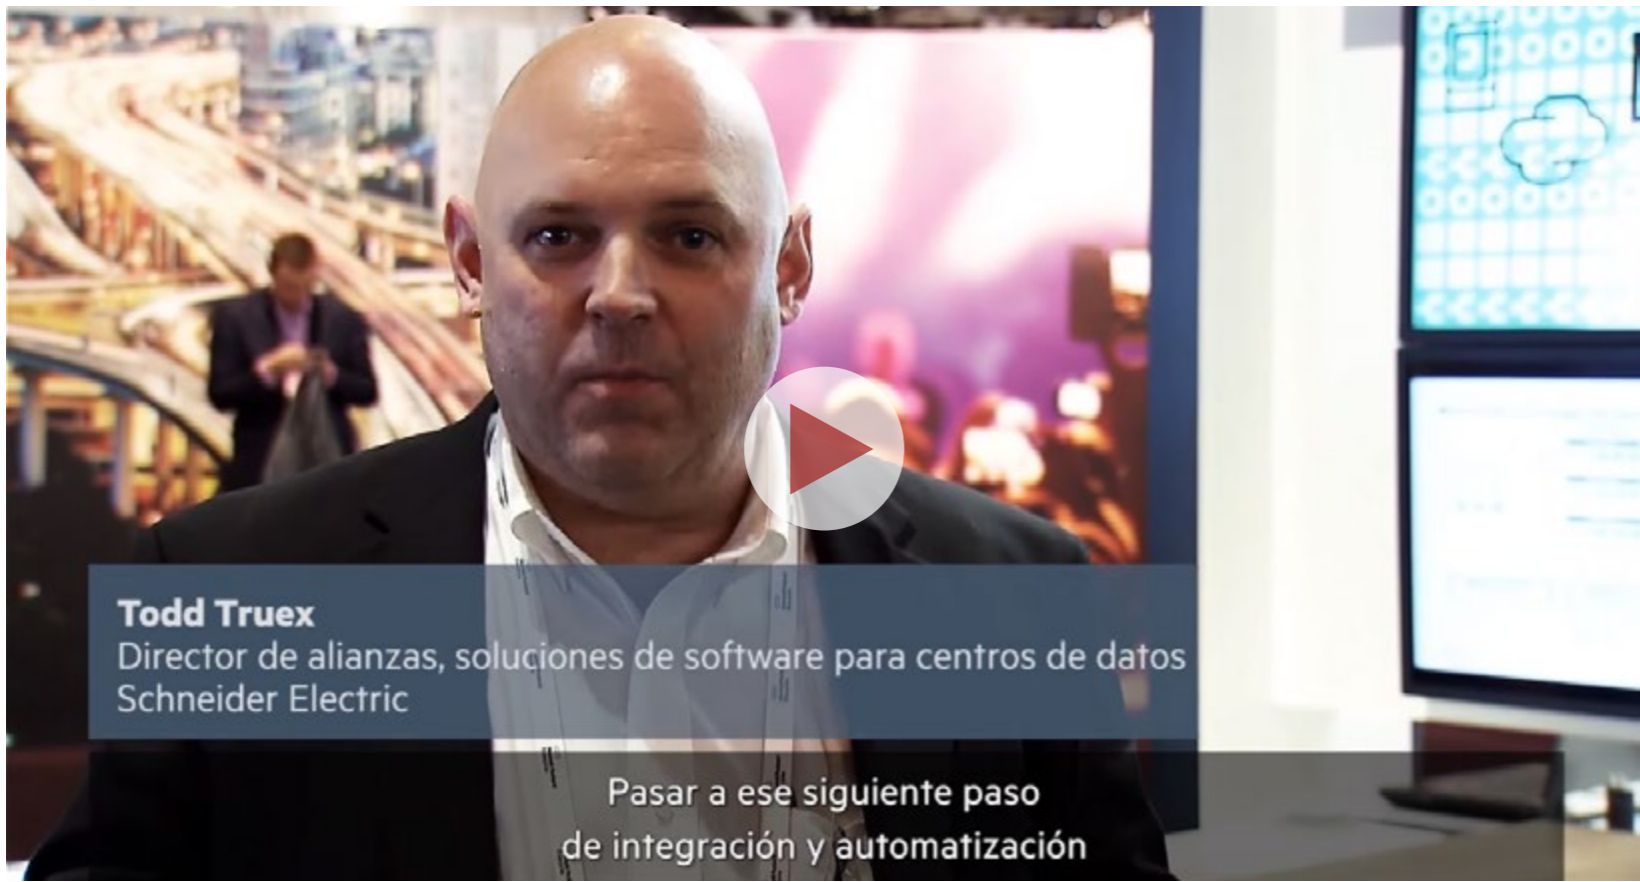 Todd Truex
Director de alianzas, soluciones de software para centros de datos
Schneider Electric
Pasar a ese siguiente paso
de integración y automatización